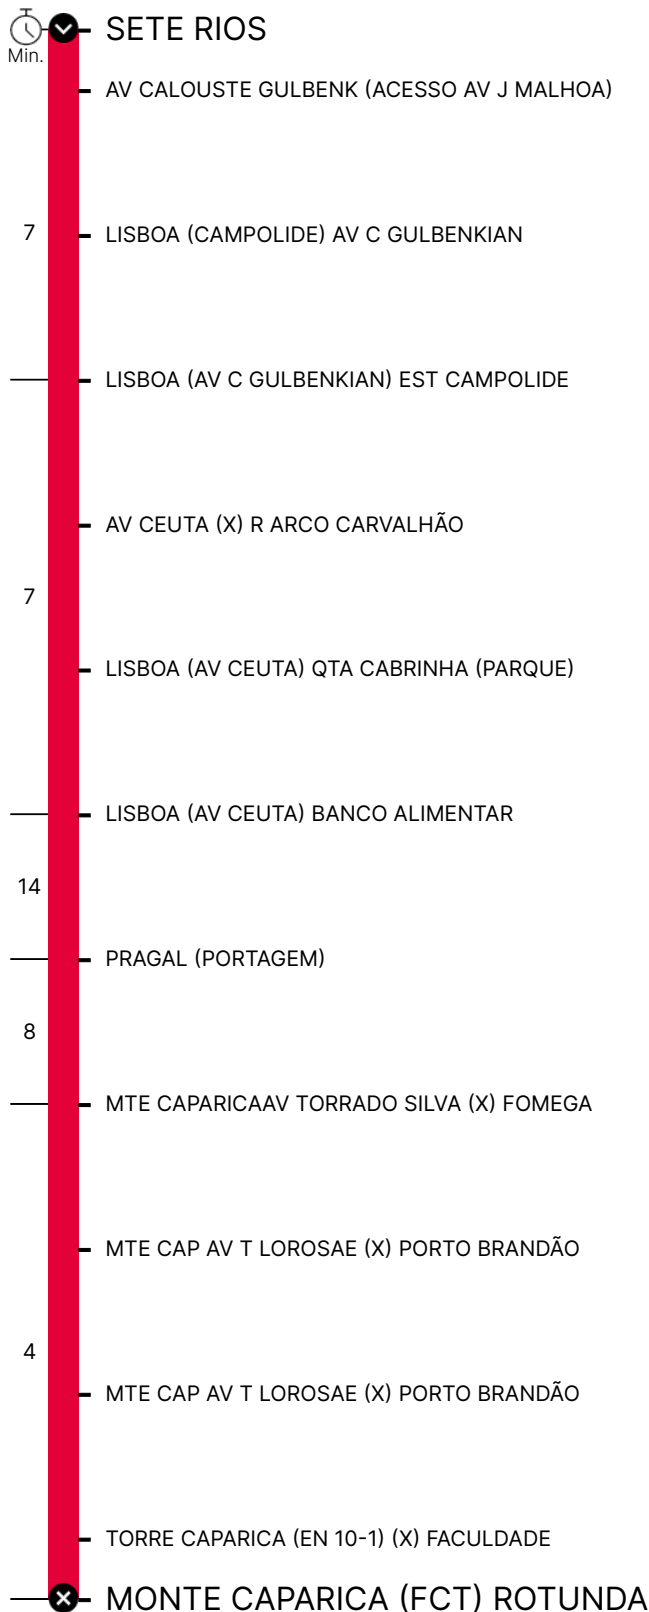 SETE RIOS
Min.
AV CALOUSTE GULBENK (ACESSO AV J MALHOA)
7
LISBOA (CAMPOLIDE) AV C GULBENKIAN
LISBOA (AV C GULBENKIAN) EST CAMPOLIDE
AV CEUTA (X) R ARCO CARVALHÃO
7
LISBOA (AV CEUTA) QTA CABRINHA (PARQUE)
LISBOA (AV CEUTA) BANCO ALIMENTAR
14
PRAGAL (PORTAGEM)
8
MTE CAPARICAAV TORRADO SILVA (X) FOMEGA
MTE CAP AV T LOROSAE (X) PORTO BRANDÃO
4
MTE CAP AV T LOROSAE (X) PORTO BRANDÃO
TORRE CAPARICA (EN 10-1) (X) FACULDADE
MONTE CAPARICA (FCT) ROTUNDA